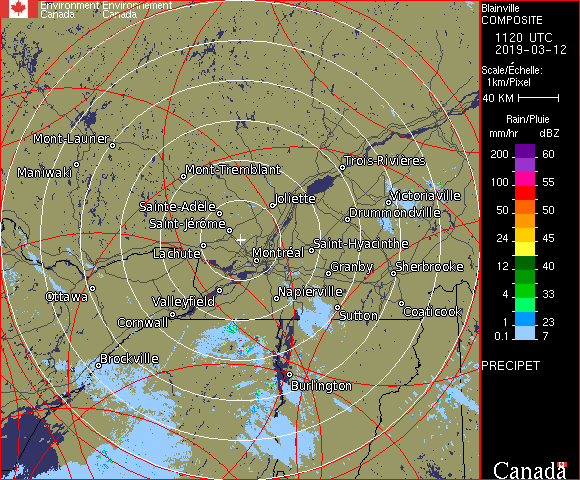 Environment Environnement
Canada Canada
Blainville
COMPOSITE
1120 UTC
2019-03-12
Scale/Échelle:
1km/Pixel
40 KM
Rain/Pluie
mm/hr dBZ
200 60
100 55
50 50
24 45
12 40
4 33
1 23
0.1 7
PRECIPET
Canada
Mont-Laurier
Maniwaki
Mont-Tremblant
Trois-Rivières
Sainte-Adèle
Joliette
Victoriaville
Saint-Jérôme
Drummondville
Lachute
Montréal
Saint-Hyacinthe
Granby
Sherbrooke
Ottawa
Valleyfield
Napierville
Cornwall
Sutton
Coaticook
Brockville
Burlington